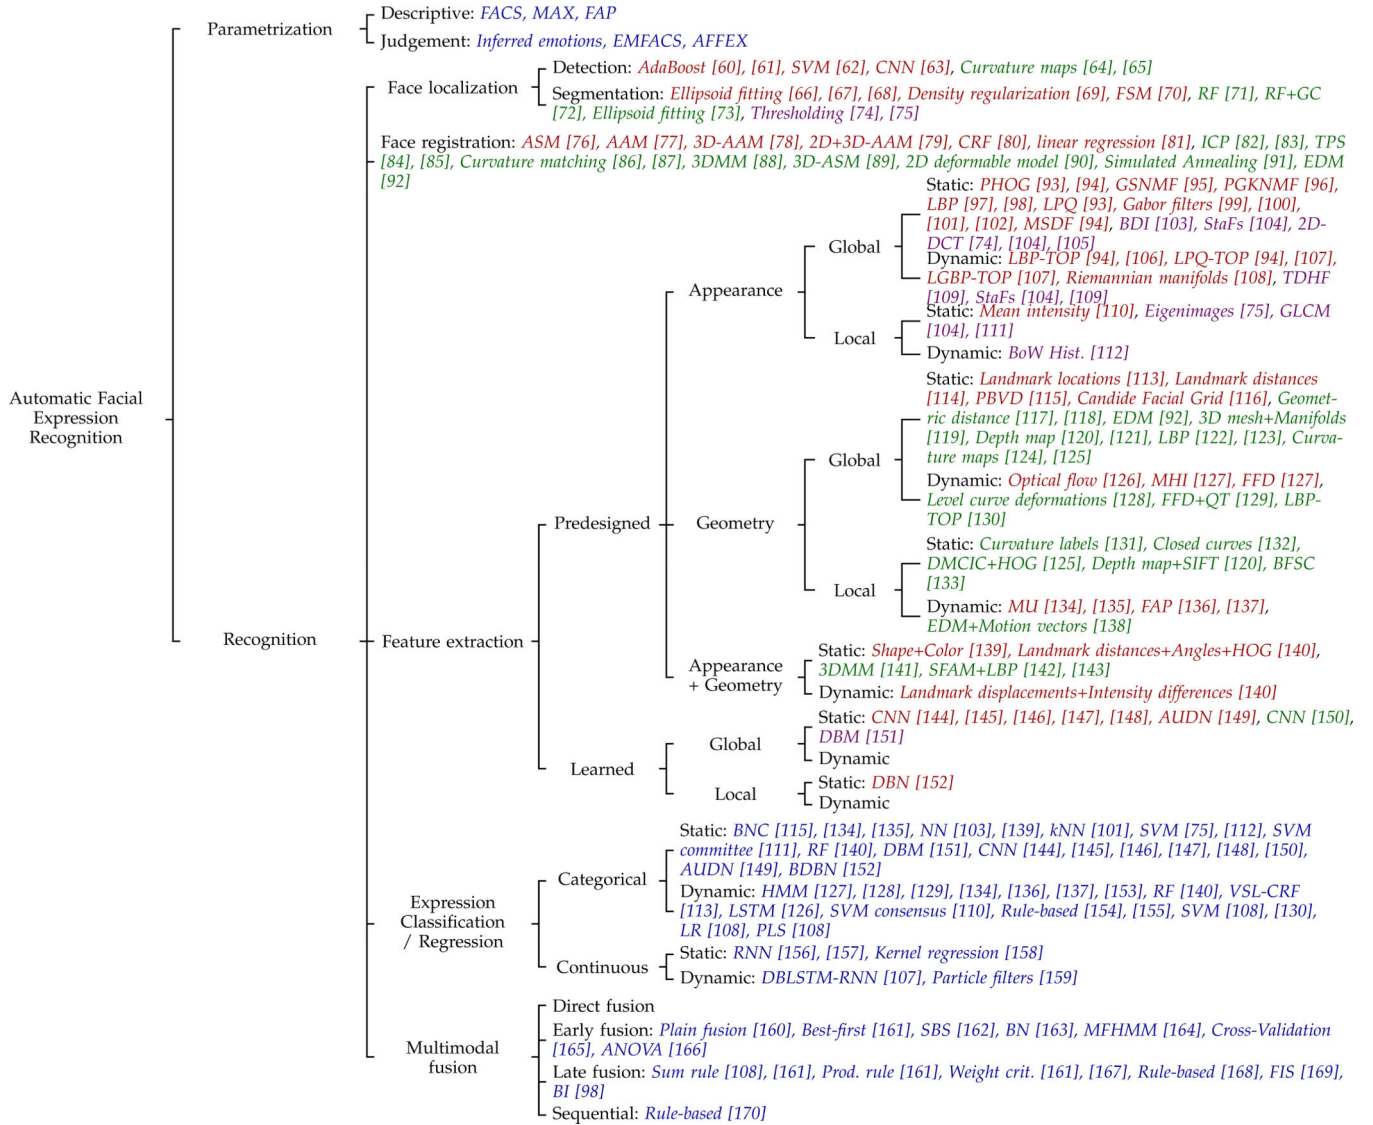 Descriptive: FACS, MAX, FAP
Parametrization
Judgement: Inferred emotions, EMFACS, AFFEX
Detection: AdaBoost [60], [61], SVM [62], CNN [63], Curvature maps [64], [65]
Face localization
Segmentation: Ellipsoid fitting [66], [67], [68], Density regularization [69], FSM [70], RF [71], RF+GC
[72], Ellipsoid fitting [73], Thresholding [74], [75]
Face registration: ASM [76], AAM [77], 3D-AAM [78], 2D+3D-AAM [79], CRF [80], linear regression [81], ICP [82], [83], TPS
[84], [85], Curvature matching [86], [87], 3DMM [88], 3D-ASM [89], 2D deformable model [90], Simulated Annealing [91], EDM
[92]
Static: PHOG [93], [94], GSNMF [95], PGKNMF [96],
LBP [97], [98], LPQ [93], Gabor filters [99], [100],
[101], [102], MSDF [94], BDI [103], StaFs [104], 2D-
DCT [74], [104], [105]
Global
Dynamic: LBP-TOP [94], [106], LPQ-TOP [94], [107],
LGBP-TOP [107], Riemannian manifolds [108], TDHF
[109], StaFs [104], [109]
Appearance
Static: Mean intensity [110], Eigenimages [75], GLCM
[104], [111]
Local
Dynamic: BoW Hist. [112]
Automatic Facial
Expression
Recognition
Static: Landmark locations [113], Landmark distances
[114], PBVD [115], Candide Facial Grid [116], Geomet-
ric distance [117], [118], EDM [92], 3D mesh+Manifolds
[119], Depth map [120], [121], LBP [122], [123], Curva-
ture maps [124], [125]
Global
Dynamic: Optical flow [126], MHI [127], FFD [127],
Level curve deformations [128], FFD+QT [129], LBP-
TOP [130]
Predesigned
Geometry
Static: Curvature labels [131], Closed curves [132],
DMCIC+HOG [125], Depth map+SIFT [120], BFSC
[133]
Local
Dynamic: MU [134], [135], FAP [136], [137],
EDM+Motion vectors [138]
Recognition
Feature extraction
Static: Shape+Color [139], Landmark distances+Angles+HOG [140],
3DMM [141], SFAM+LBP [142], [143]
Appearance
+ Geometry
Dynamic: Landmark displacements+Intensity differences [140]
Static: CNN [144], [145], [146], [147], [148], AUDN [149], CNN [150],
DBM [151]
Global
Dynamic
Learned
Static: DBN [152]
Local
Dynamic
Static: BNC [115], [134], [135], NN [103], [139], kNN [101], SVM [75], [112], SVM
committee [111], RF [140], DBM [151], CNN [144], [145], [146], [147], [148], [150],
AUDN [149], BDBN [152]
Categorical
Dynamic: HMM [127], [128], [129], [134], [136], [137], [153], RF [140], VSL-CRF
[113], LSTM [126], SVM consensus [110], Rule-based [154], [155], SVM [108], [130],
LR [108], PLS [108]
Expression
Classification
/ Regression
Static: RNN [156], [157], Kernel regression [158]
Continuous
Dynamic: DBLSTM-RNN [107], Particle filters [159]
Direct fusion
Early fusion: Plain fusion [160], Best-first [161], SBS [162], BN [163], MFHMM [164], Cross-Validation
[165], ANOVA [166]
Multimodal
fusion
Late fusion: Sum rule [108], [161], Prod. rule [161], Weight crit. [161], [167], Rule-based [168], FIS [169],
BI [98]
Sequential: Rule-based [170]